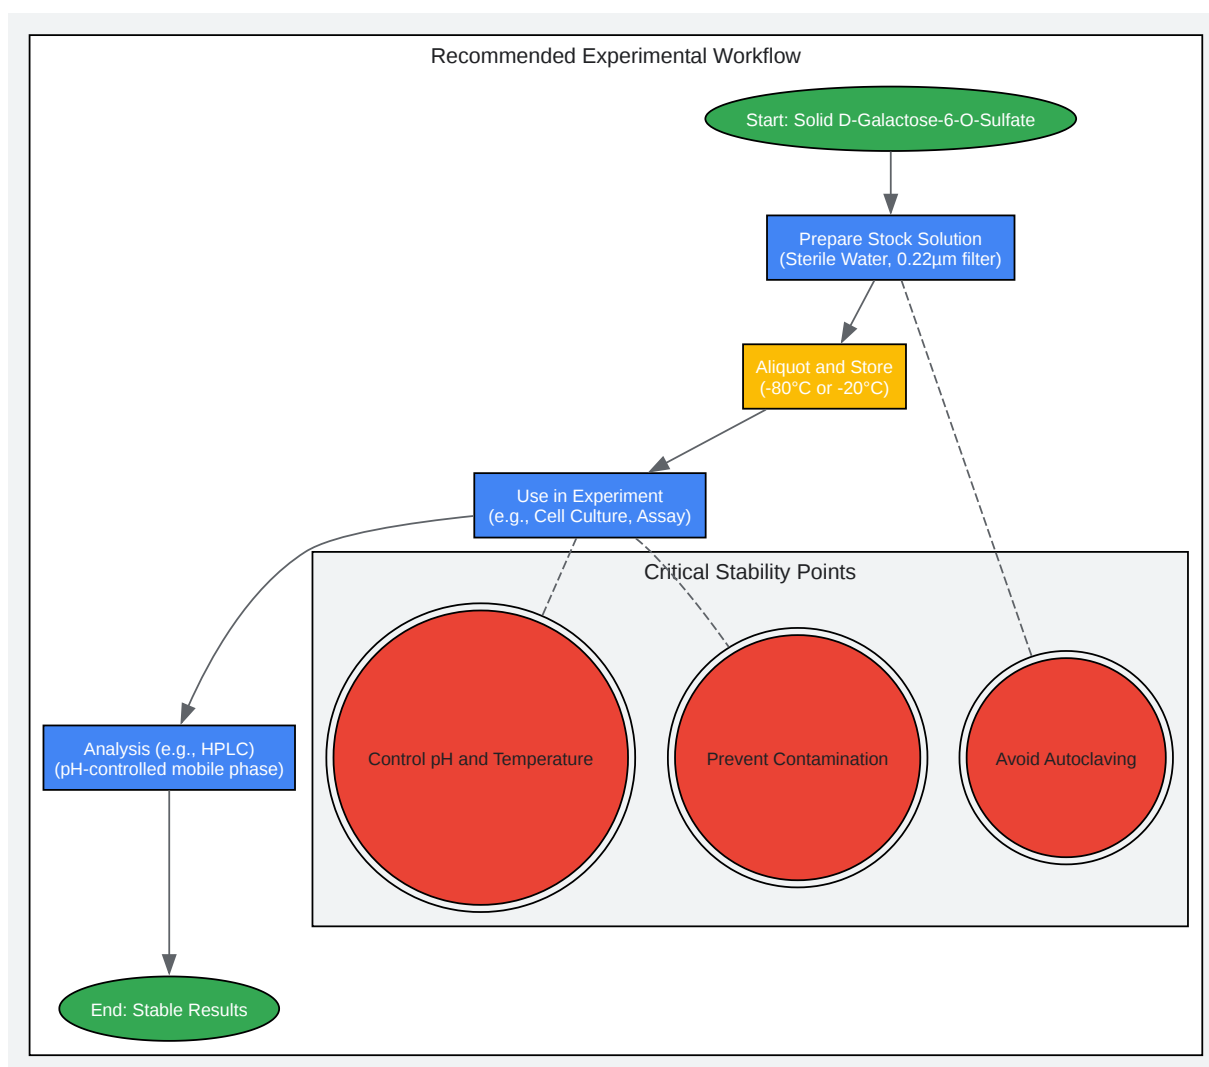 Recommended Experimental Workflow
Start: Solid D-Galactose-6-O-Sulfate
Prepare Stock Solution
(Sterile Water, 0.22µm filter)
Aliquot and Store
(-80°C or -20°C)
Use in Experiment
(e.g., Cell Culture, Assay)
Critical Stability Points
Control pH and Temperature
Prevent Contamination
Avoid Autoclaving
Analysis (e.g., HPLC)
(pH-controlled mobile phase)
End: Stable Results